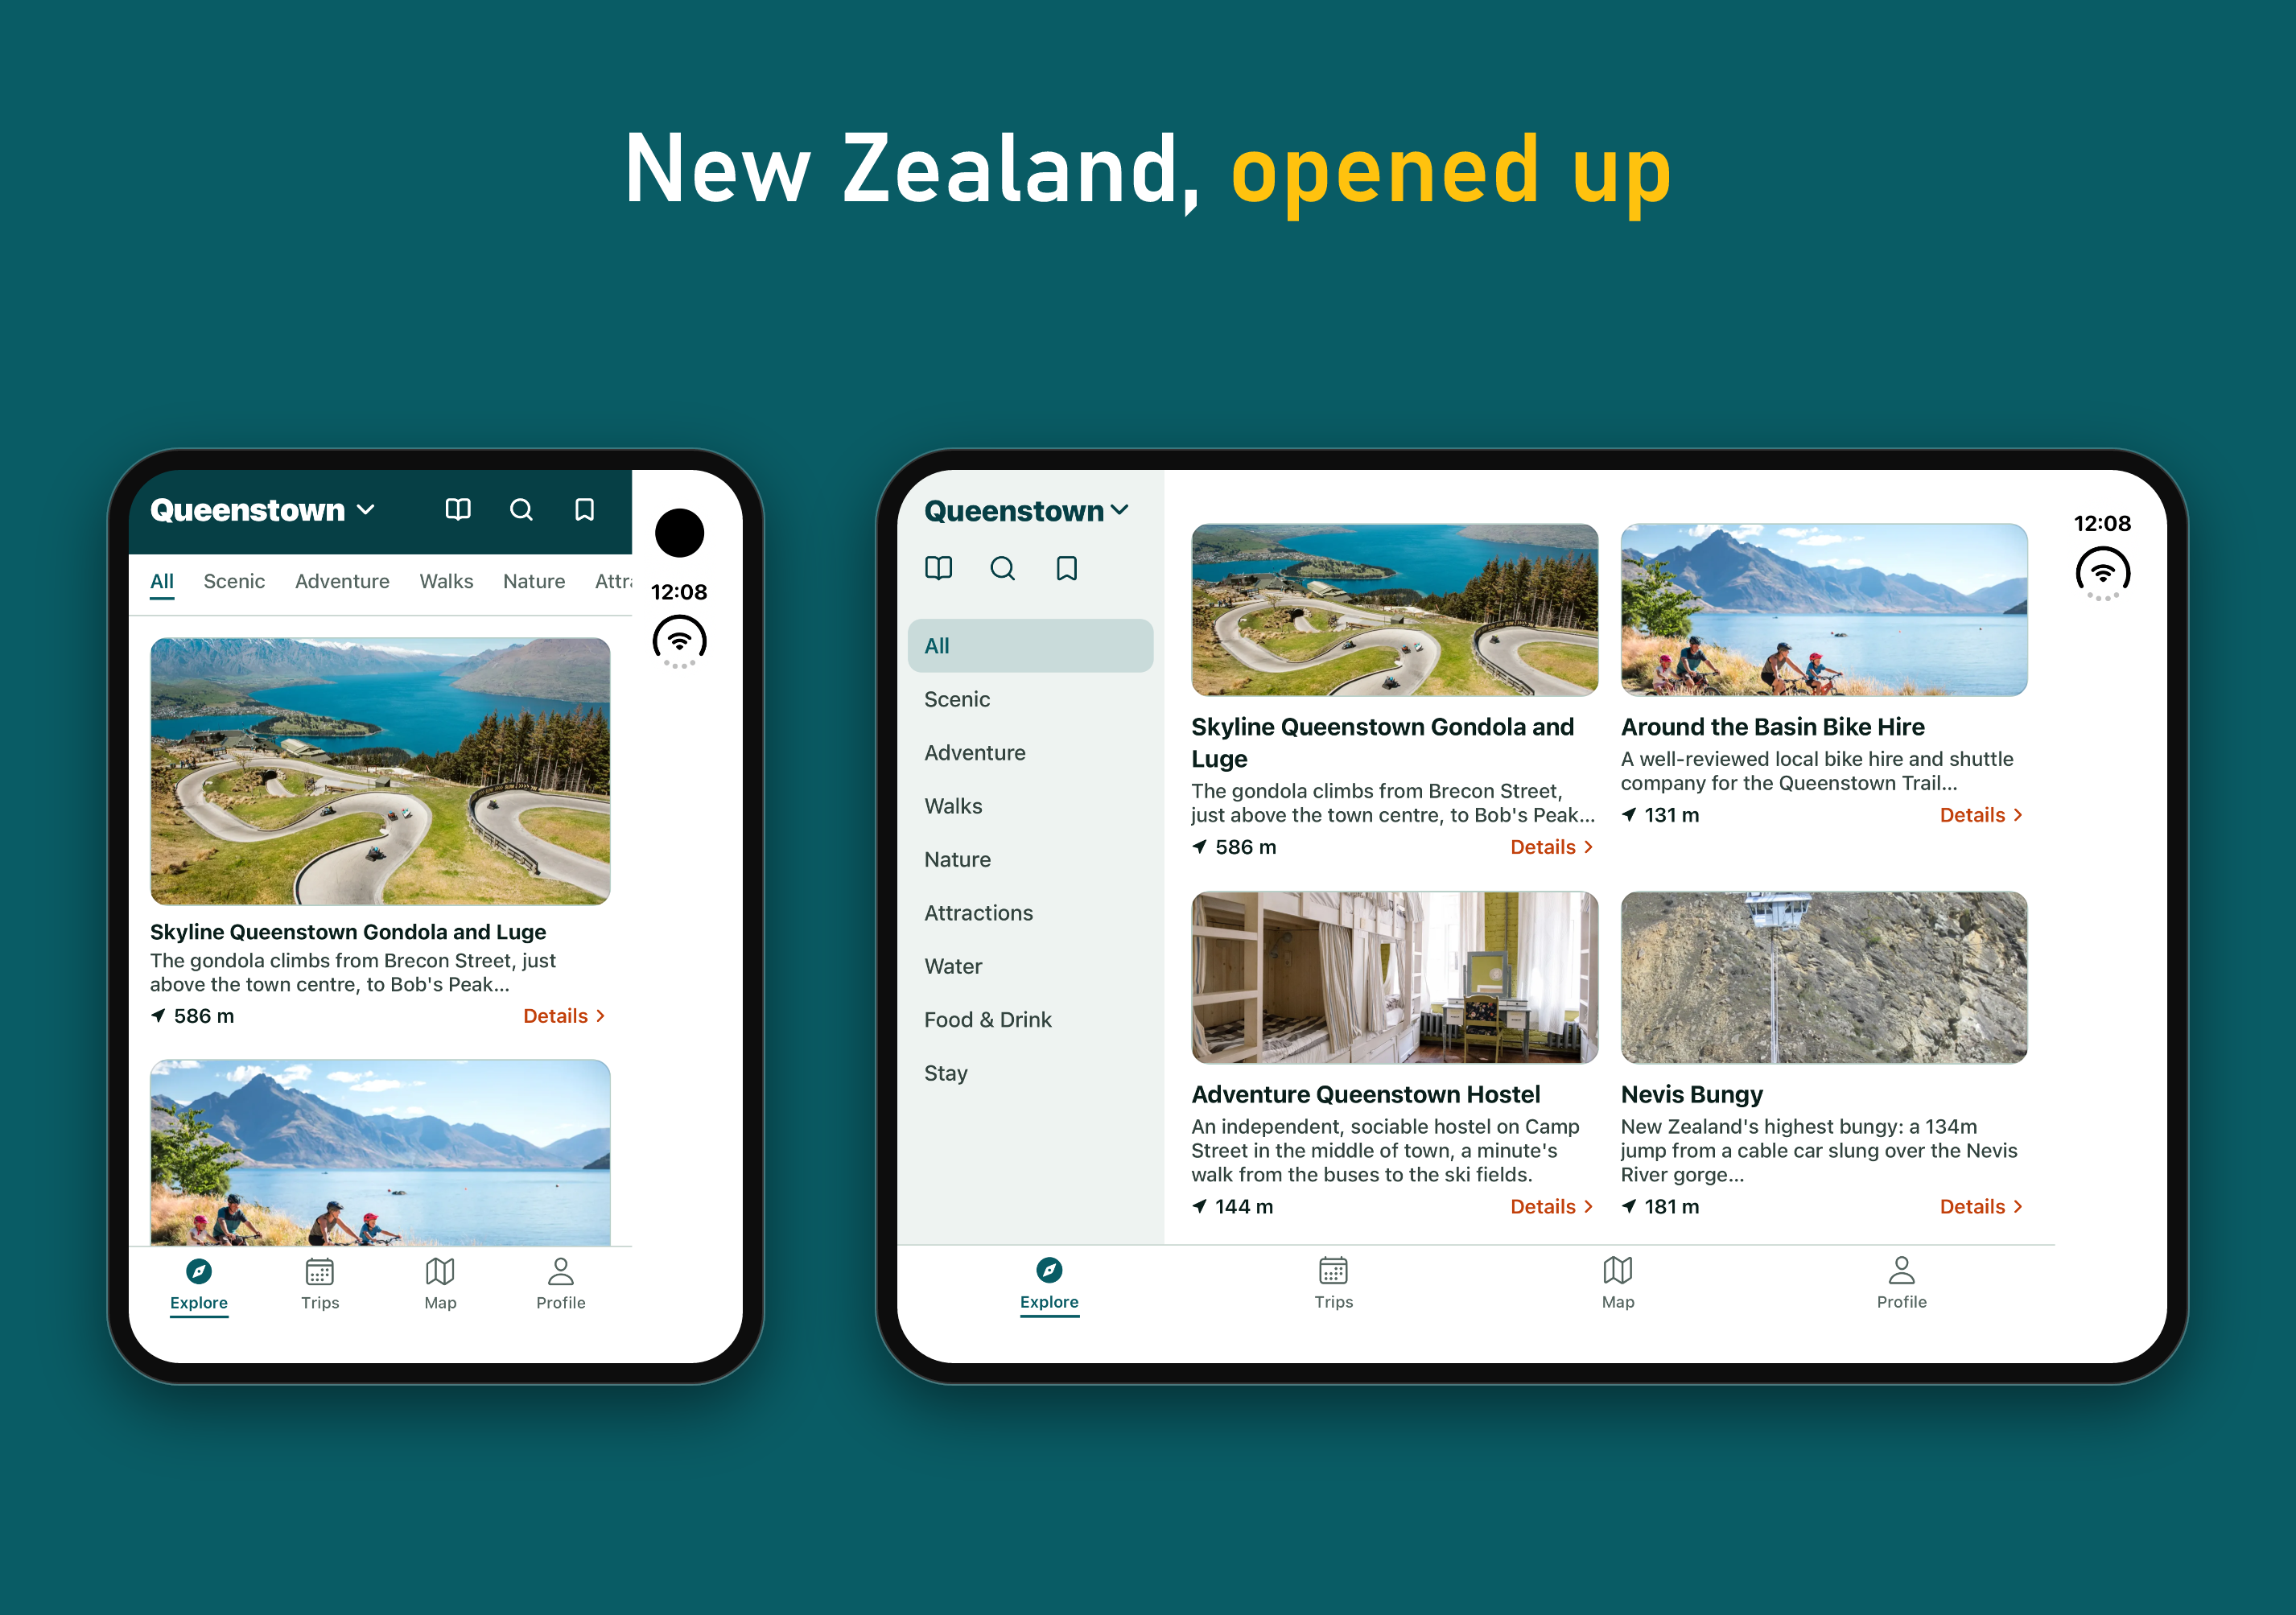 New Zealand, opened up
Queenstown
All Scenic Adventure Walks Nature Attra
12:08
Skyline Queenstown Gondola and Luge
The gondola climbs from Brecon Street, just
above the town centre, to Bob's Peak...
586 m Details
Explore Trips Map Profile
Queenstown
All
Scenic
Adventure
Walks
Nature
Attractions
Water
Food & Drink
Stay
Skyline Queenstown Gondola and
Luge
The gondola climbs from Brecon Street,
just above the town centre, to Bob's Peak...
586 m Details
Around the Basin Bike Hire
A well-reviewed local bike hire and shuttle
company for the Queenstown Trail...
131 m Details
Adventure Queenstown Hostel
An independent, sociable hostel on Camp
Street in the middle of town, a minute's
walk from the buses to the ski fields.
144 m Details
Nevis Bungy
New Zealand's highest bungy: a 134m
jump from a cable car slung over the Nevis
River gorge...
181 m Details
12:08
Explore Trips Map Profile